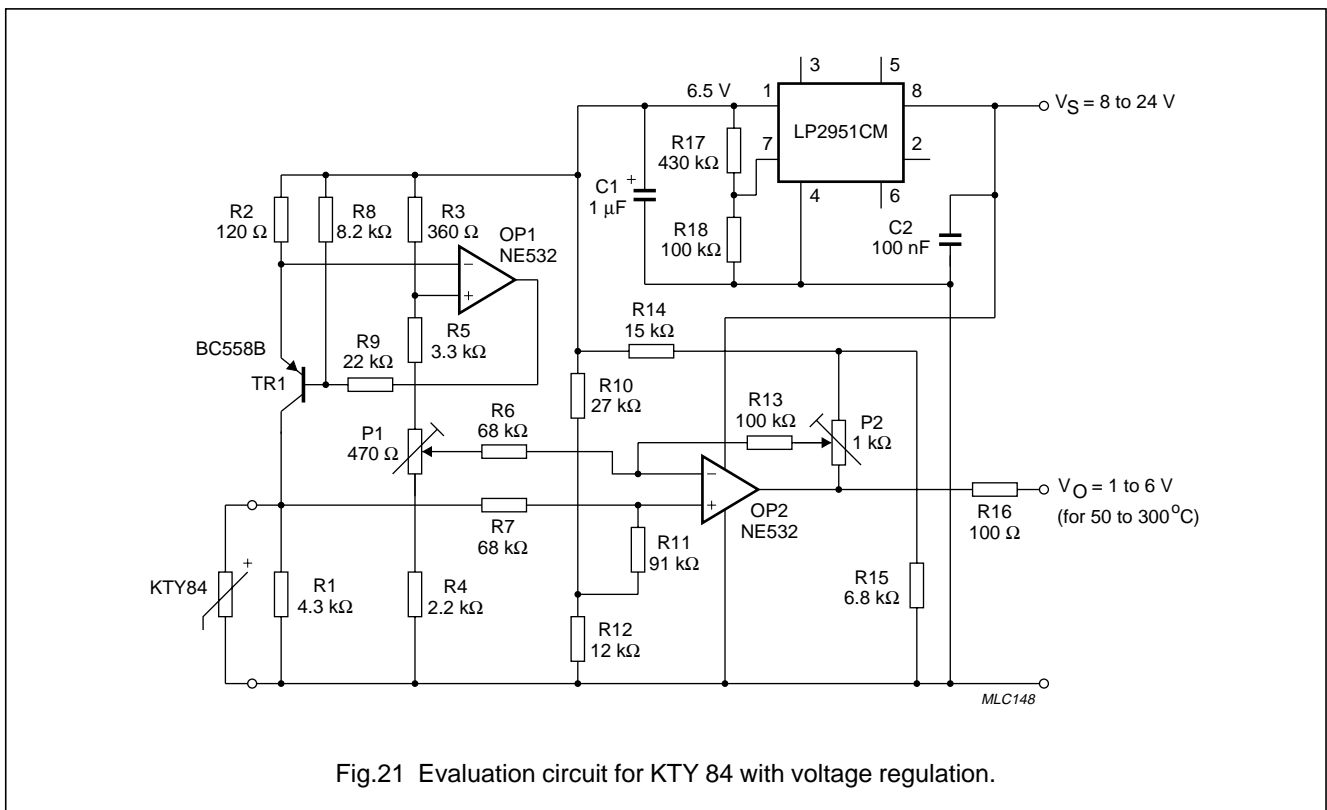 3
5
6.5 V
1
8
VS = 8 to 24 V
LP2951CM
R17
430 kΩ
7
2
C1
1 μF
+
4
6
R18
100 kΩ
C2
100 nF
R2
120 Ω
R8
8.2 kΩ
R3
360 Ω
OP1
NE532
−
+
R14
15 kΩ
BC558B
R9
22 kΩ
R5
3.3 kΩ
TR1
R10
27 kΩ
R13
100 kΩ
P2
1 kΩ
P1
470 Ω
R6
68 kΩ
−
+
OP2
NE532
VO = 1 to 6 V
(for 50 to 300 °C)
R16
100 Ω
R7
68 kΩ
R11
91 kΩ
KTY84
+
R1
4.3 kΩ
R4
2.2 kΩ
R15
6.8 kΩ
R12
12 kΩ
MLC148
Fig.21 Evaluation circuit for KTY 84 with voltage regulation.